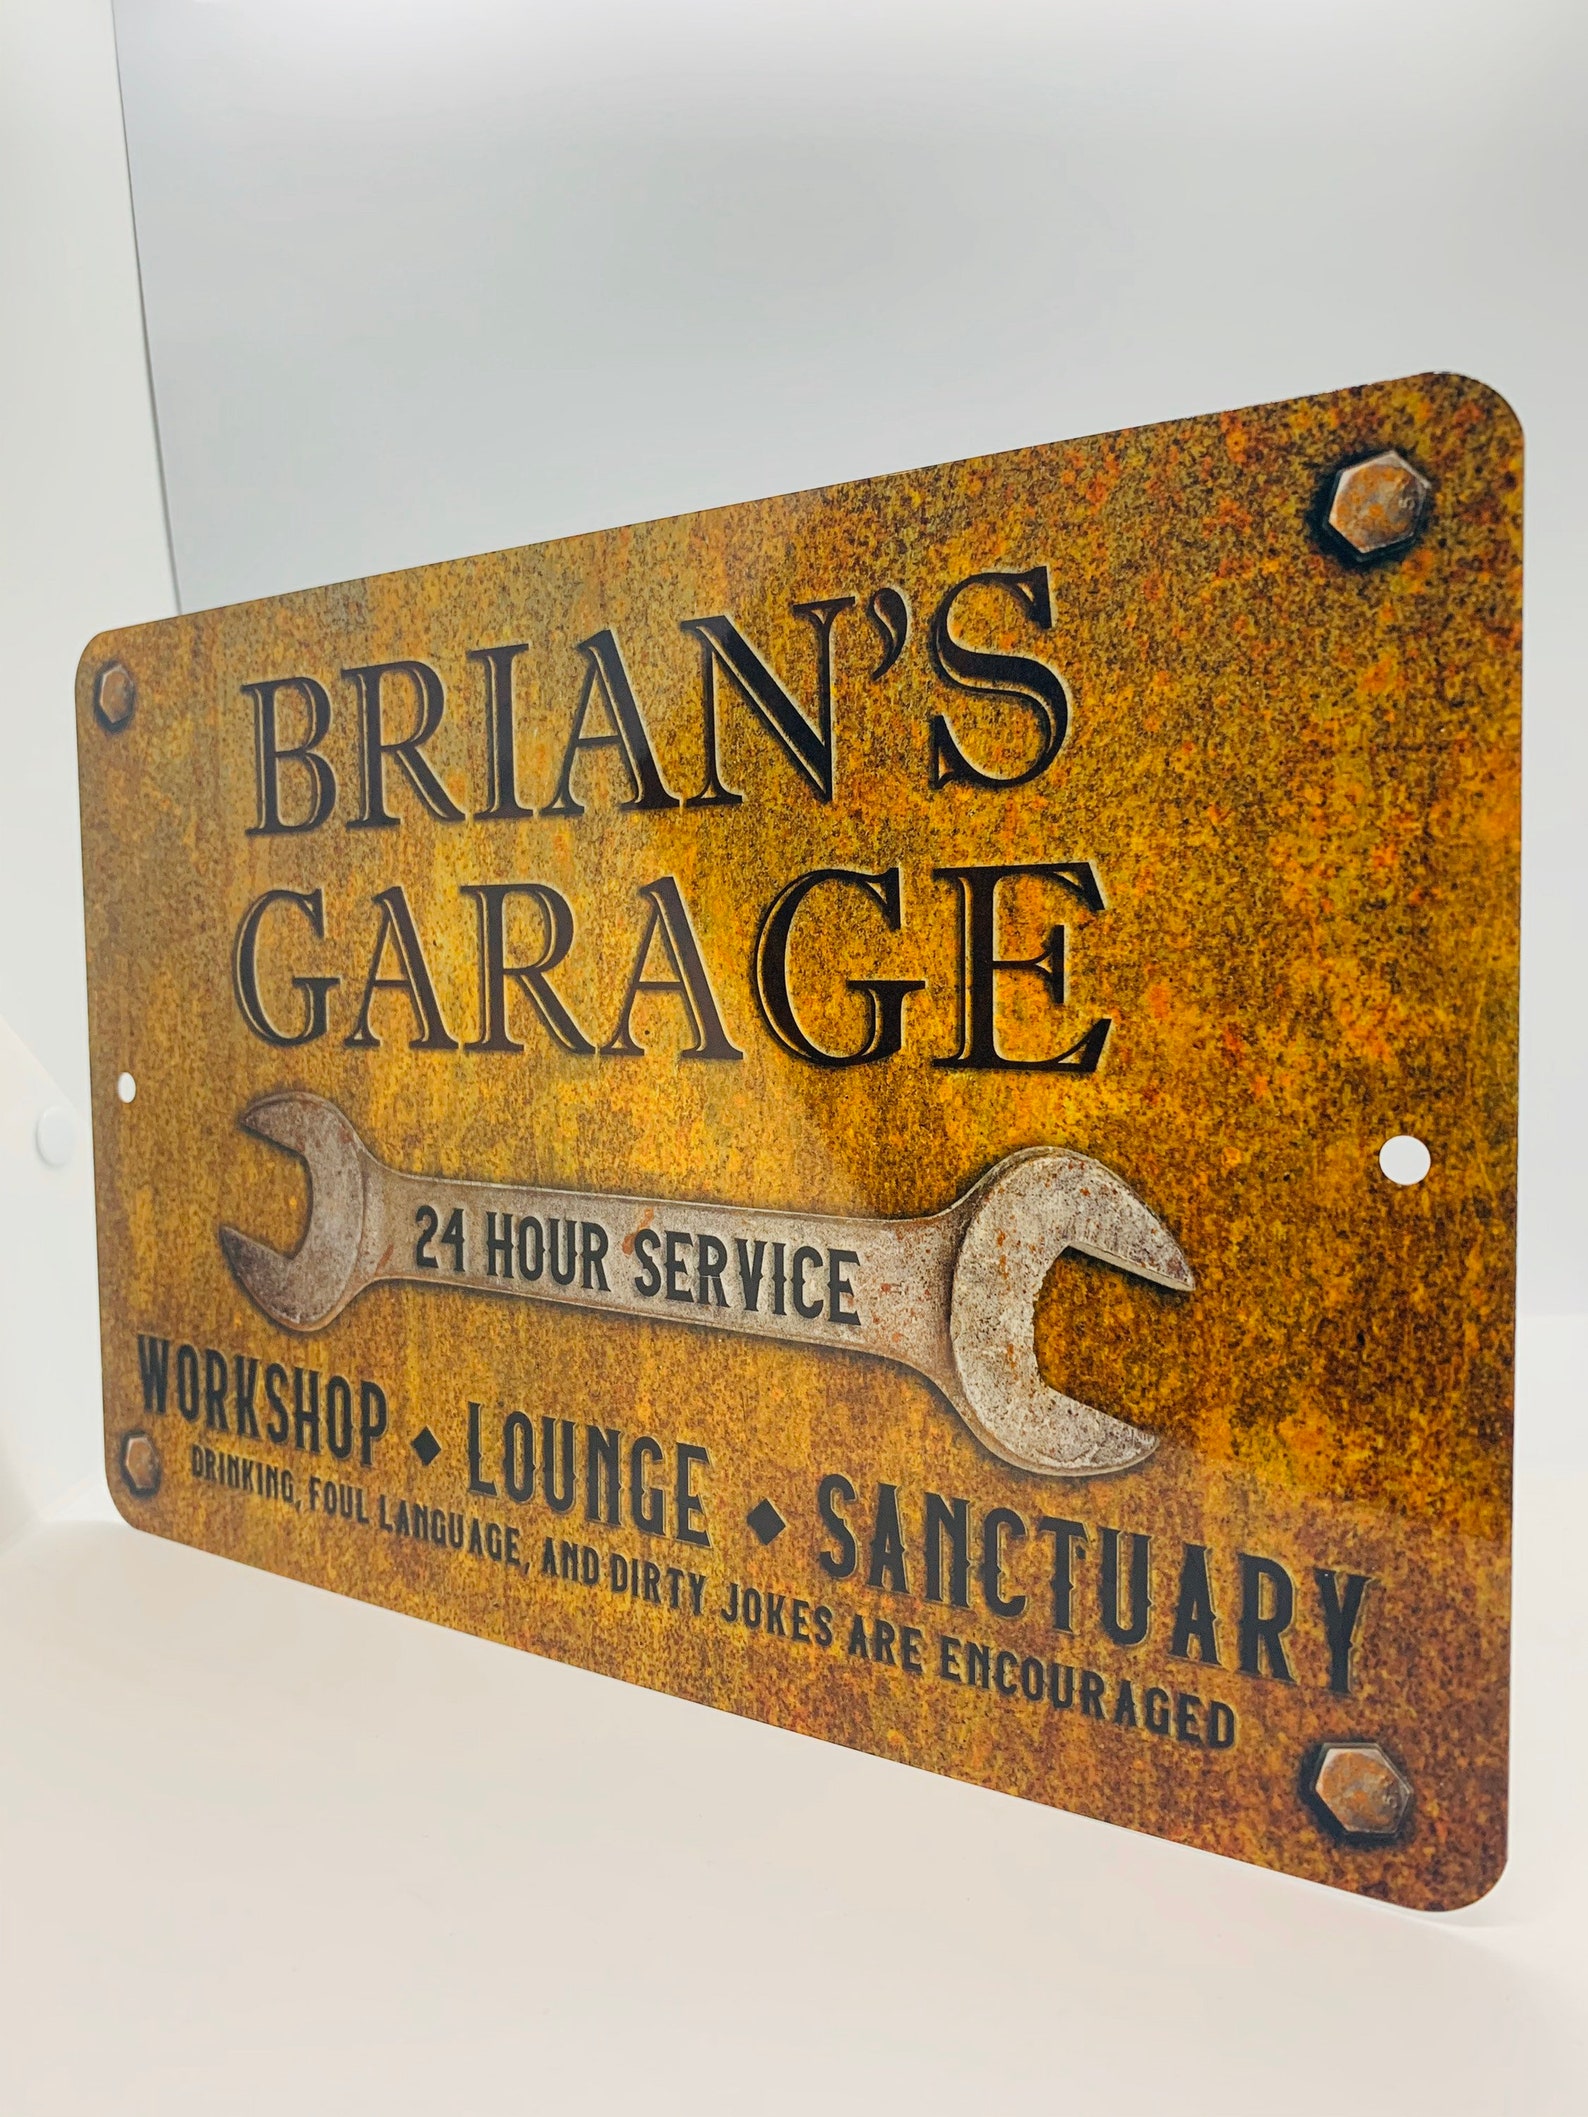 BRIAN'S
GARAGE
24 HOUR SERVICE
WORKSHOP ◆ LOUNGE ◆ SANCTUARY
DRINKING, FOUL LANGUAGE, AND DIRTY JOKES ARE ENCOURAGED